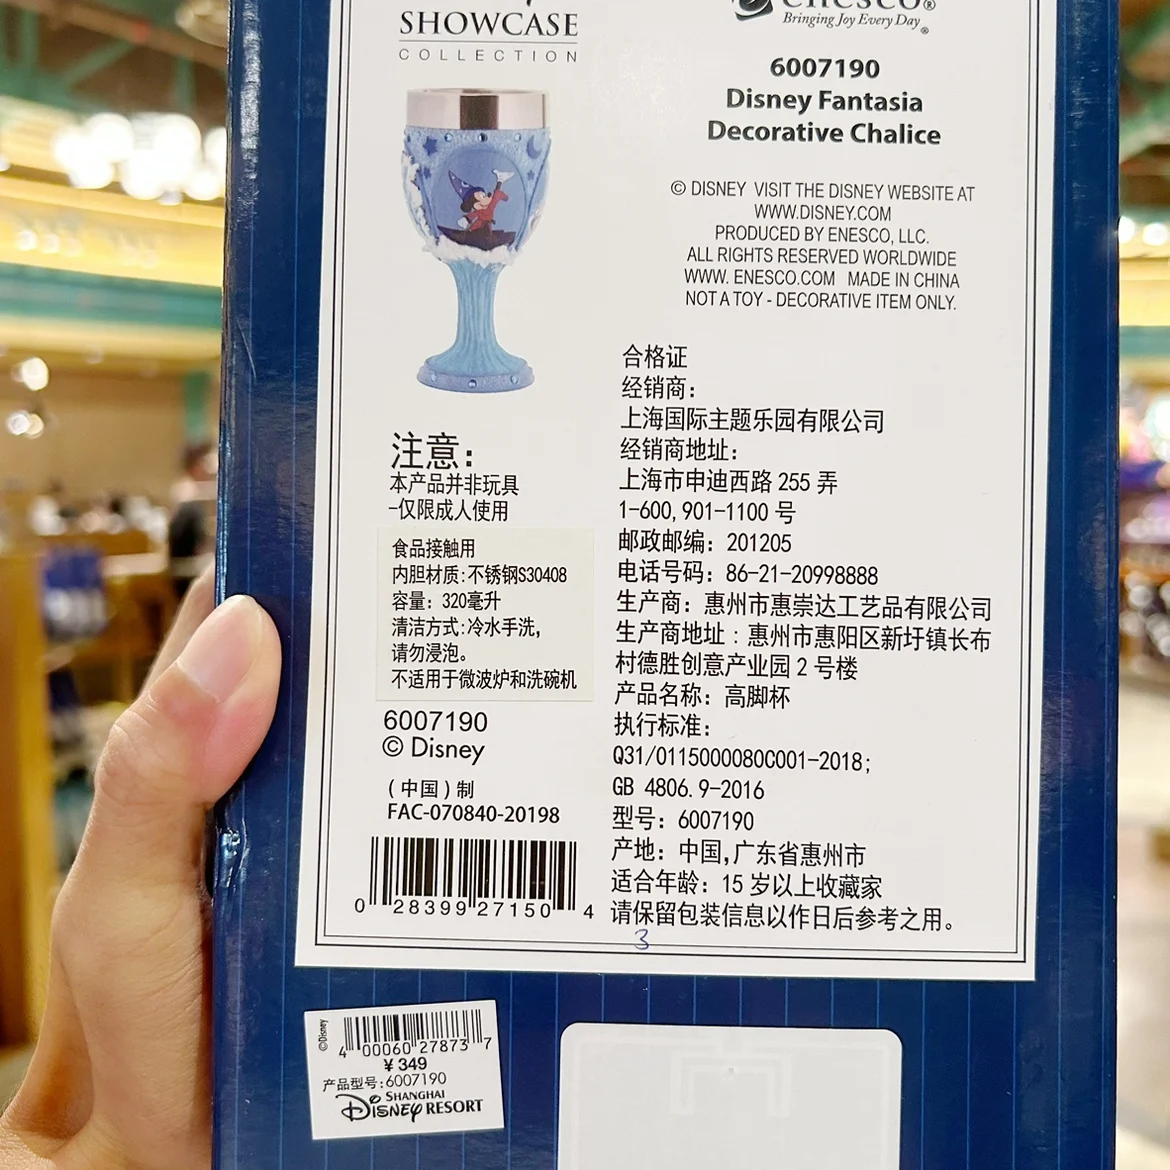 SHOWCASE
COLLECTION
enesco®
Bringing Joy Every Day®
6007190
Disney Fantasia
Decorative Chalice
© DISNEY VISIT THE DISNEY WEBSITE AT
WWW.DISNEY.COM
PRODUCED BY ENESCO, LLC.
ALL RIGHTS RESERVED WORLDWIDE
WWW. ENESCO.COM MADE IN CHINA
NOT A TOY - DECORATIVE ITEM ONLY.
注意:
本产品并非玩具
-仅限成人使用
食品接触用
内胆材质:不锈钢S30408
容量: 320毫升
清洁方式:冷水手洗,
请勿浸泡。
不适用于微波炉和洗碗机
6007190
© Disney
(中国)制
FAC-070840-20198
0 28399 27150 4
合格证
经销商:
上海国际主题乐园有限公司
经销商地址:
上海市申迪西路 255 弄
1-600,901-1100 号
邮政邮编: 201205
电话号码: 86-21-20998888
生产商: 惠州市惠崇达工艺品有限公司
生产商地址: 惠州市惠阳区新圩镇长布
村德胜创意产业园 2 号楼
产品名称: 高脚杯
执行标准:
Q31/0115000080C001-2018;
GB 4806.9-2016
型号: 6007190
产地: 中国,广东省惠州市
适合年龄: 15 岁以上收藏家
请保留包装信息以作日后参考之用。
3
©Disney
4 00060 27873 7
¥ 349
产品型号:6007190
SHANGHAI
Disney RESORT